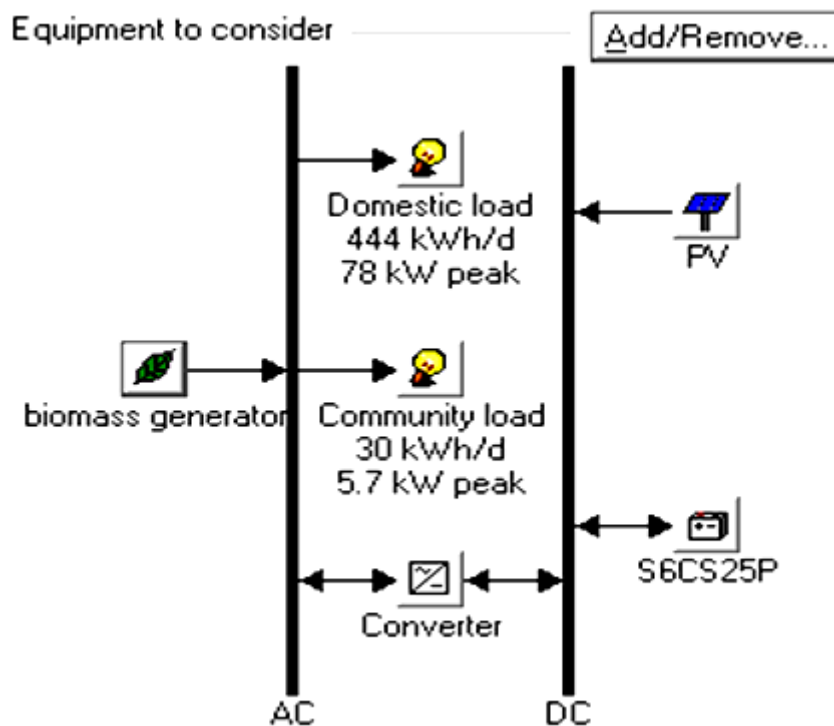 Equipment to consider
Add/Remove...
Domestic load
444 kWh/d
78 kW peak
PV
biomass generator
Community load
30 kWh/d
5.7 kW peak
S6CS25P
Converter
AC
DC